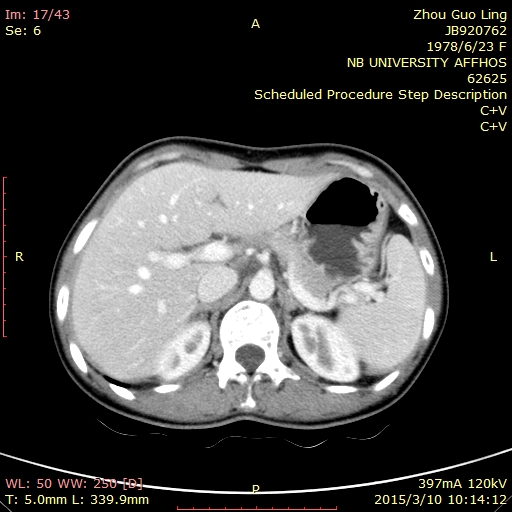 Im: 17/43
Se: 6
A
Zhou Guo Ling
JB920762
1978/6/23 F
NB UNIVERSITY AFFHOS
62625
Scheduled Procedure Step Description
C+V
C+V
R
L
WL: 50 WW: 250 [D]
T: 5.0mm L: 339.9mm
P
397mA 120kV
2015/3/10 10:14:12